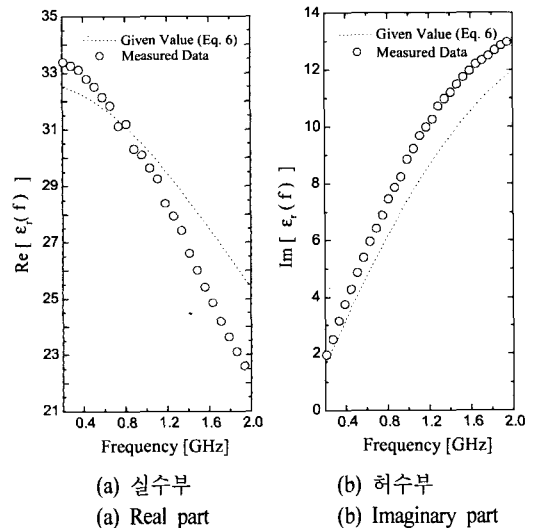 35
33
31
29
27
25
23
21
Re [ εr(f) ]
Given Value (Eq. 6)
Measured Data
0.4 0.8 1.2 1.6 2.0
Frequency [GHz]
(a) 실수부
(a) Real part
14
12
10
8
6
4
2
0
Im [ εr(f) ]
Given Value (Eq. 6)
Measured Data
0.4 0.8 1.2 1.6 2.0
Frequency [GHz]
(b) 허수부
(b) Imaginary part